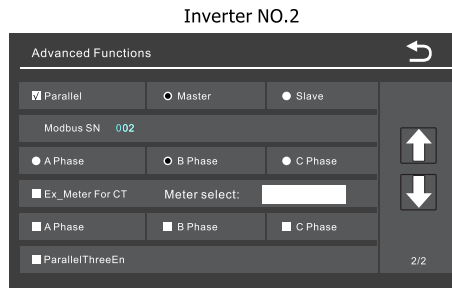 Inverter NO.2
Advanced Functions
Parallel Master Slave
Modbus SN 002
A Phase B Phase C Phase
Ex_Meter For CT Meter select:
A Phase B Phase C Phase
ParallelThreeEn
2/2